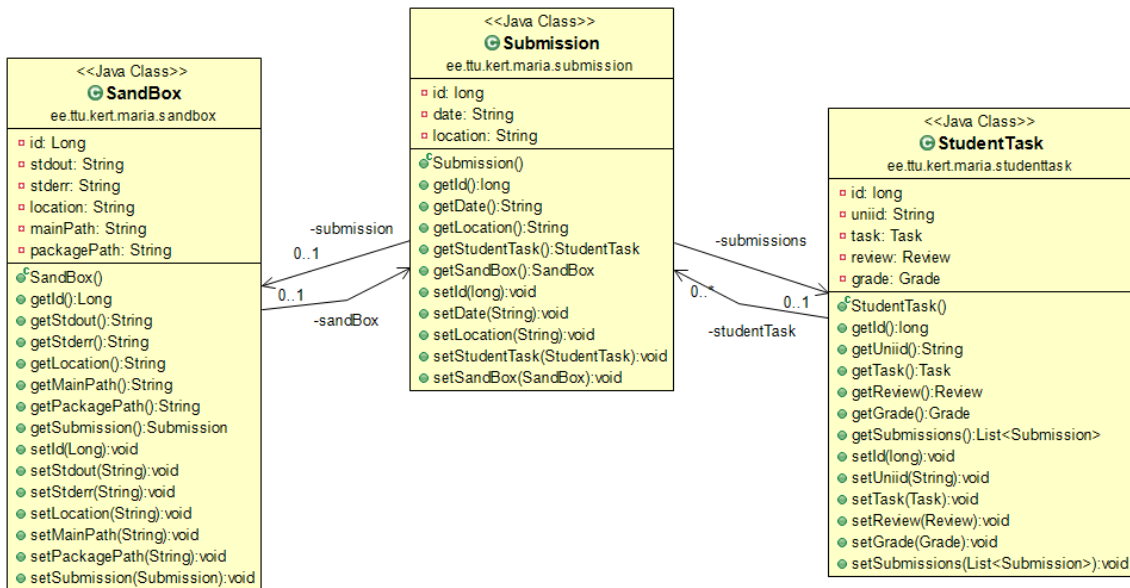 <<Java Class>>
SandBox
ee.ttu.kert.maria.sandbox
id: Long
stdout: String
stderr: String
location: String
mainPath: String
packagePath: String
SandBox()
getId():Long
getStdout():String
getStderr():String
getLocation():String
getMainPath():String
getPackagePath():String
getSubmission():Submission
setId(Long):void
setStdout(String):void
setStderr(String):void
setLocation(String):void
setMainPath(String):void
setPackagePath(String):void
setSubmission(Submission):void
-submission
0..1
0..1
-sandBox
<<Java Class>>
Submission
ee.ttu.kert.maria.submission
id: long
date: String
location: String
Submission()
getId():long
getDate():String
getLocation():String
getStudentTask():StudentTask
getSandBox():SandBox
setId(long):void
setDate(String):void
setLocation(String):void
setStudentTask(StudentTask):void
setSandBox(SandBox):void
-submissions
0..*
0..1
-studentTask
<<Java Class>>
StudentTask
ee.ttu.kert.maria.studenttask
id: long
uniid: String
task: Task
review: Review
grade: Grade
StudentTask()
getId():long
getUniid():String
getTask():Task
getReview():Review
getGrade():Grade
getSubmissions():List<Submission>
setId(long):void
setUniid(String):void
setTask(Task):void
setReview(Review):void
setGrade(Grade):void
setSubmissions(List<Submission>):void